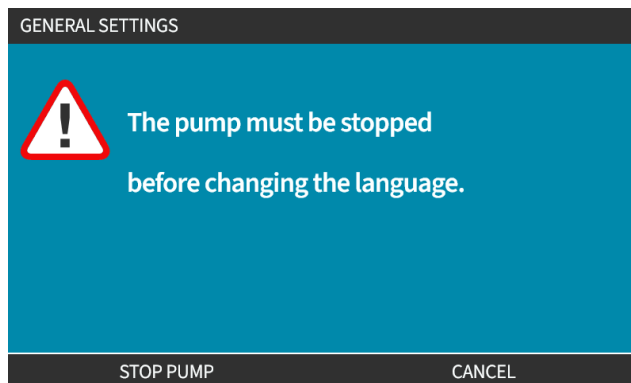 GENERAL SETTINGS
!
The pump must be stopped
before changing the language.
STOP PUMP
CANCEL